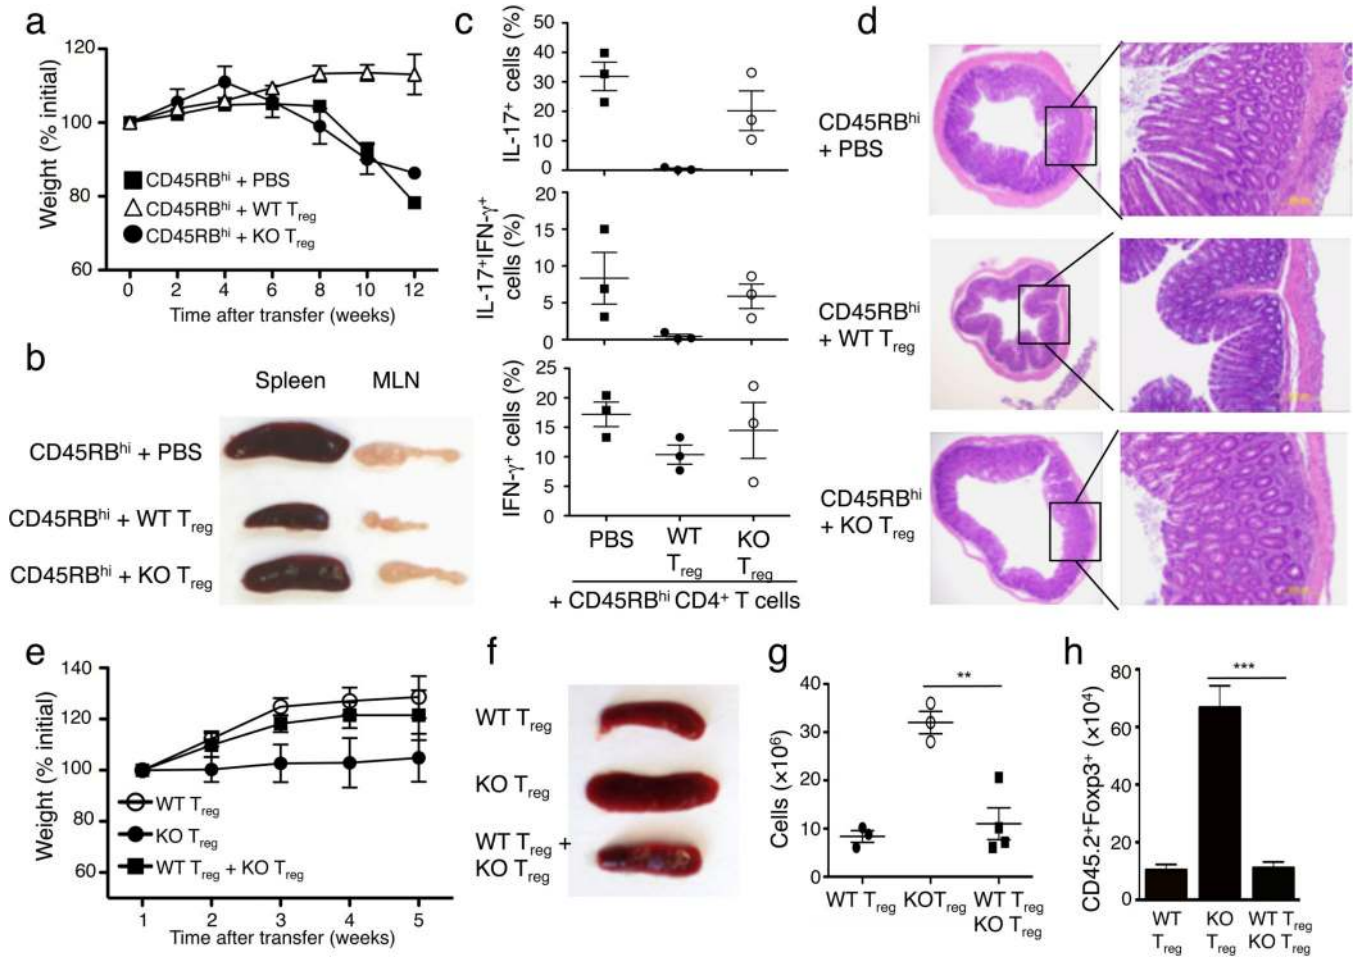 a
120
100
80
60
Weight (% initial)
CD45RBhi + PBS
CD45RBhi + WT Treg
CD45RBhi + KO Treg
0 2 4 6 8 10 12
Time after transfer (weeks)
b
Spleen MLN
CD45RBhi + PBS
CD45RBhi + WT Treg
CD45RBhi + KO Treg
c
IL-17+ cells (%)
50
40
30
20
10
0
IL-17+IFN-γ+
cells (%)
20
15
10
5
0
IFN-γ+ cells (%)
25
20
15
10
5
0
PBS WT KO
Treg Treg
+ CD45RBhi CD4+ T cells
d
CD45RBhi
+ PBS
CD45RBhi
+ WT Treg
CD45RBhi
+ KO Treg
e
140
120
100
80
60
Weight (% initial)
WT Treg
KO Treg
WT Treg + KO Treg
1 2 3 4 5
Time after transfer (weeks)
f
WT Treg
KO Treg
WT Treg +
KO Treg
g
**
Cells (×10⁶)
40
30
20
10
0
WT Treg KOTreg WT Treg
KO Treg
h
***
CD45.2+Foxp3+ (×10⁴)
80
60
40
20
0
WT KO WT Treg
Treg Treg KO Treg